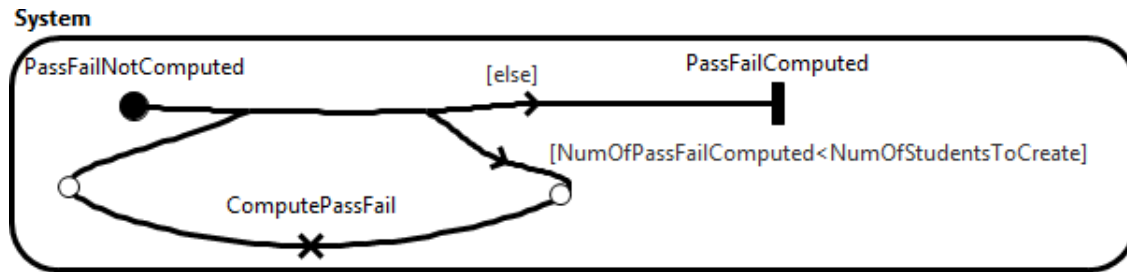 System
PassFailNotComputed
[else]
PassFailComputed
[NumOfPassFailComputed<NumOfStudentsToCreate]
ComputePassFail